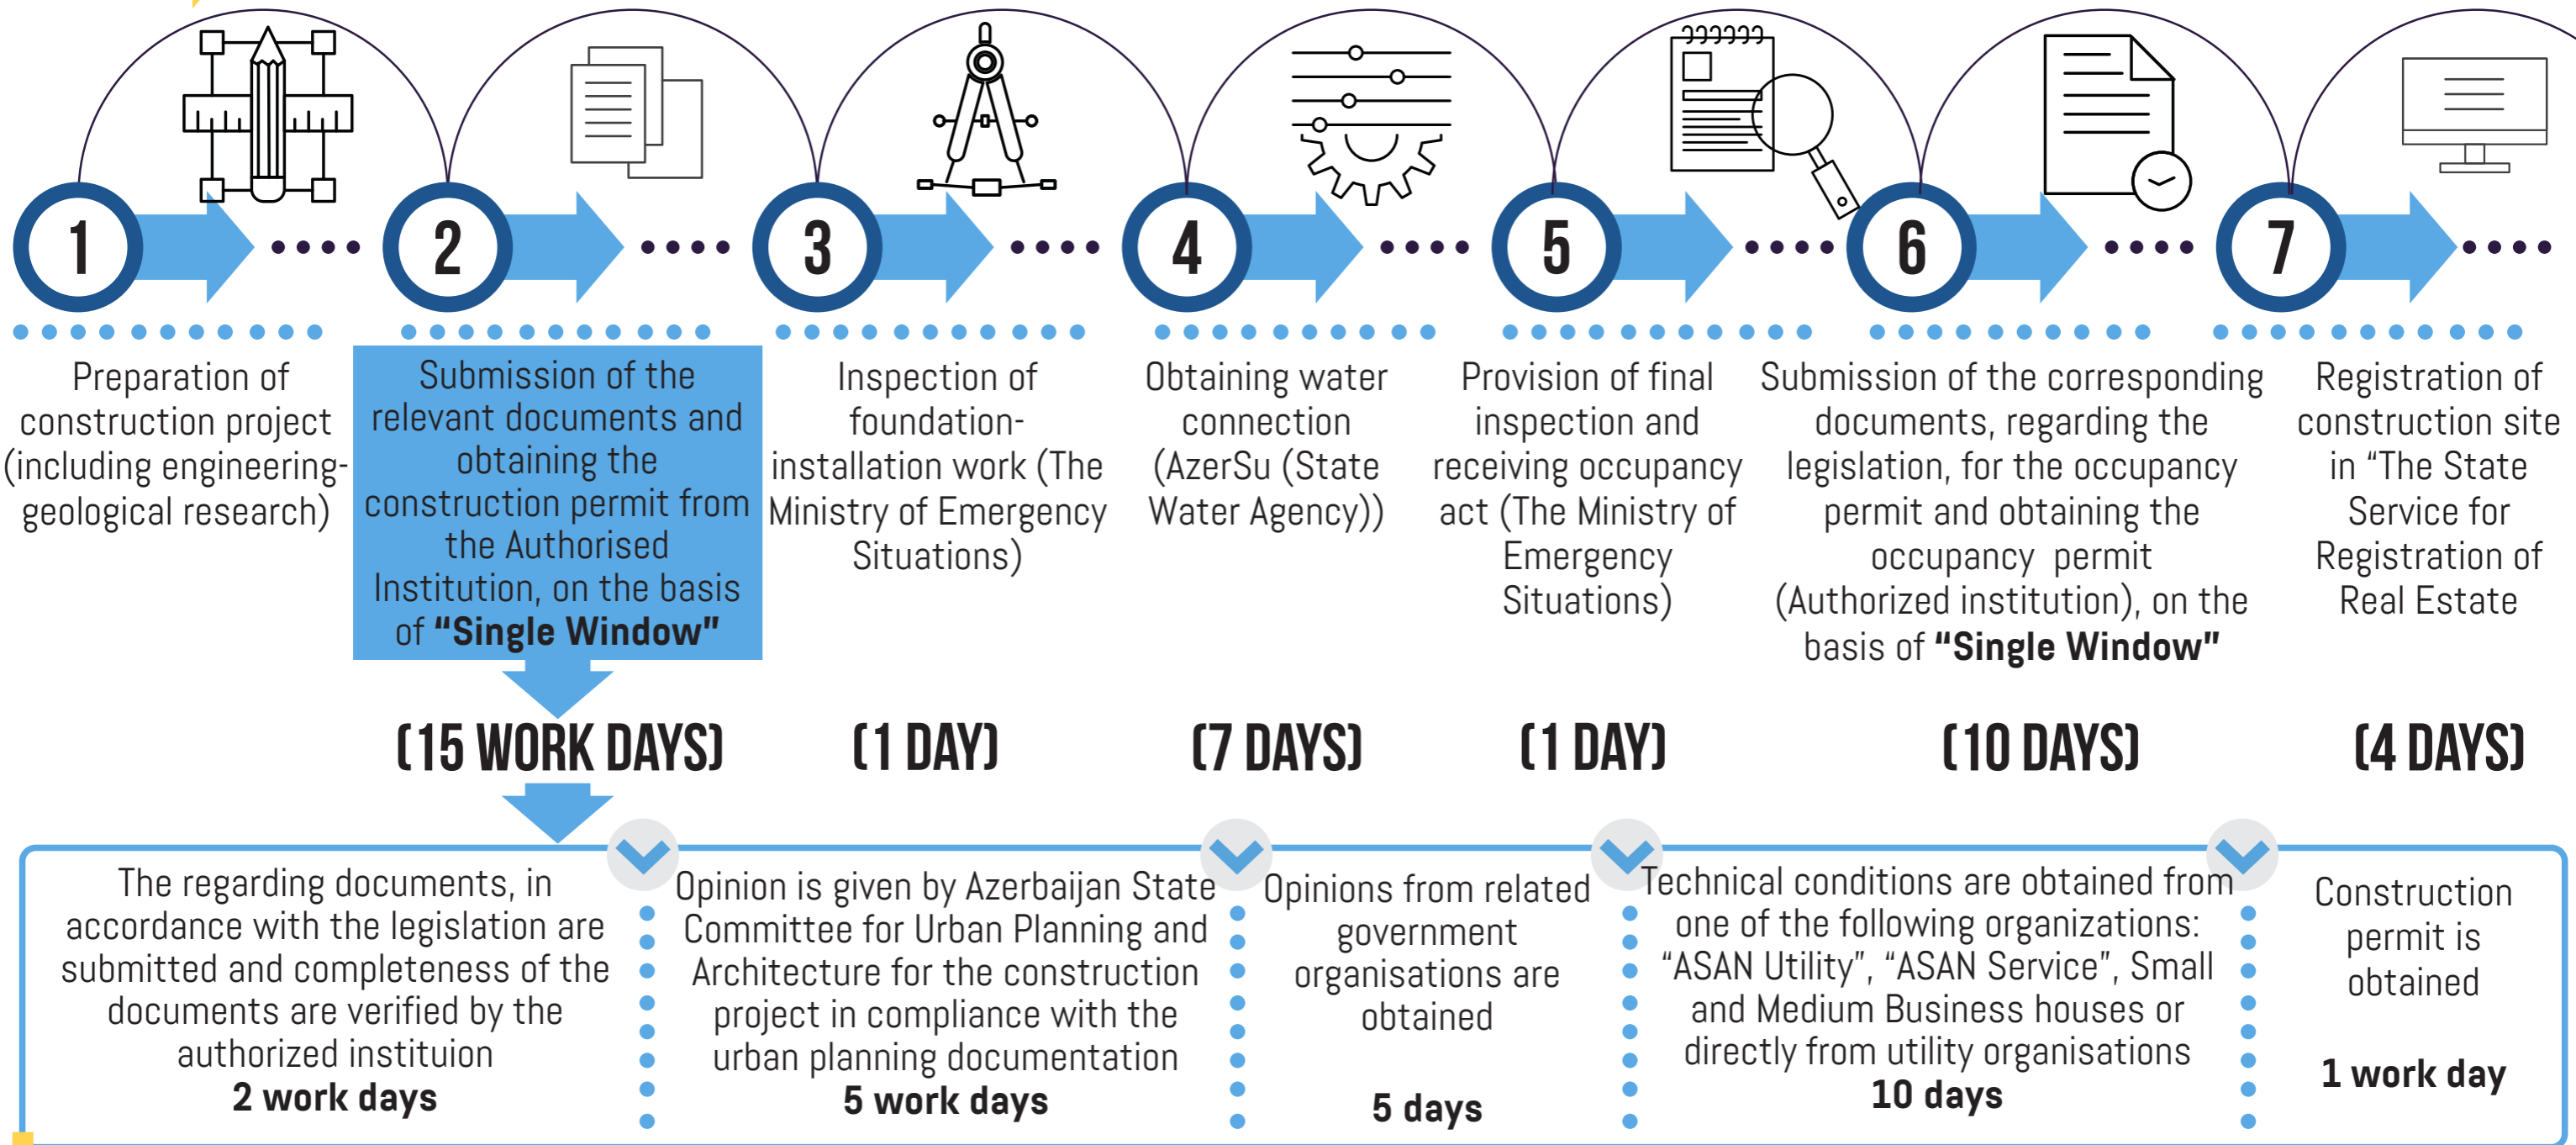 1
2
3
4
5
6
7
Preparation of
construction project
(including engineering-
geological research)
Submission of the
relevant documents and
obtaining the
construction permit from
the Authorised
Institution, on the basis
of “Single Window”
Inspection of
foundation-
installation work (The
Ministry of Emergency
Situations)
Obtaining water
connection
(AzerSu (State
Water Agency))
Provision of final
inspection and
receiving occupancy
act (The Ministry of
Emergency
Situations)
Submission of the corresponding
documents, regarding the
legislation, for the occupancy
permit and obtaining the
occupancy permit
(Authorized institution), on the
basis of “Single Window”
Registration of
construction site
in “The State
Service for
Registration of
Real Estate
(15 WORK DAYS)
(1 DAY)
(7 DAYS)
(1 DAY)
(10 DAYS)
(4 DAYS)
The regarding documents, in
accordance with the legislation are
submitted and completeness of the
documents are verified by the
authorized instituion
2 work days
Opinion is given by Azerbaijan State
Committee for Urban Planning and
Architecture for the construction
project in compliance with the
urban planning documentation
5 work days
Opinions from related
government
organisations are
obtained
5 days
Technical conditions are obtained from
one of the following organizations:
“ASAN Utility”, “ASAN Service”, Small
and Medium Business houses or
directly from utility organisations
10 days
Construction
permit is
obtained
1 work day